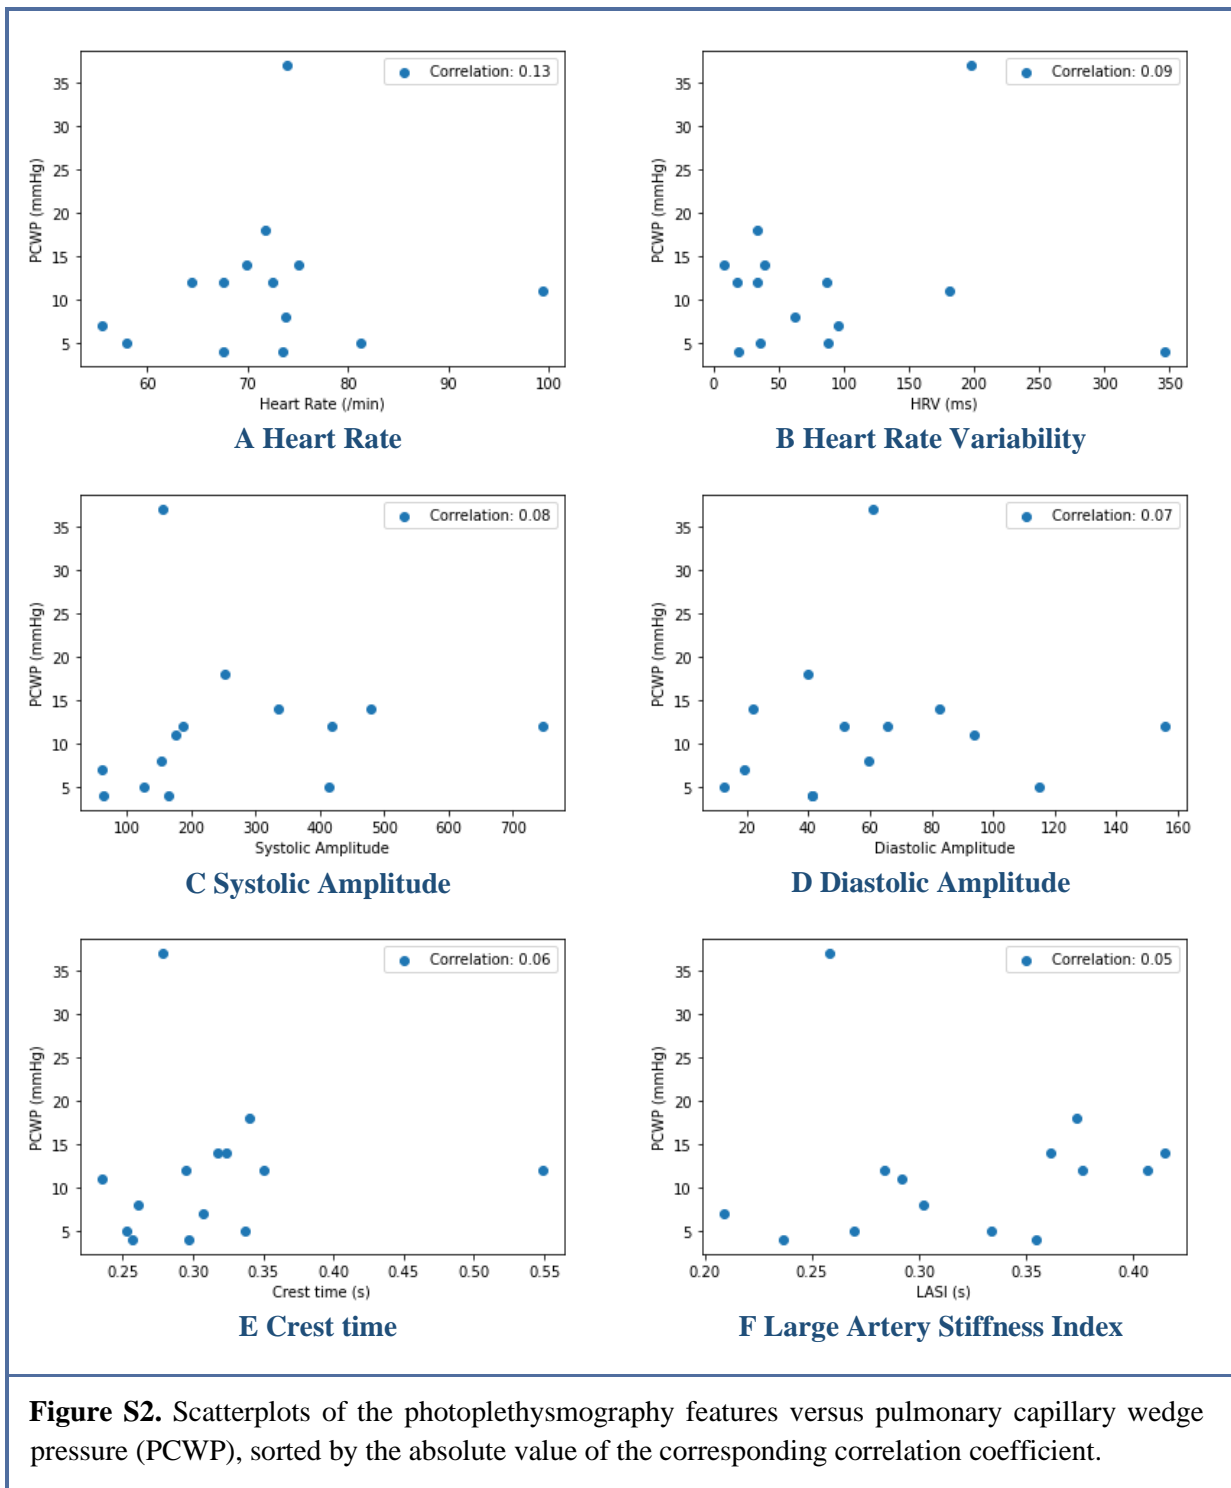 Correlation: 0.13
35
30
25
20
15
10
5
PCWP (mmHg)
60 70 80 90 100
Heart Rate (/min)
A Heart Rate
Correlation: 0.09
35
30
25
20
15
10
5
PCWP (mmHg)
0 50 100 150 200 250 300 350
HRV (ms)
B Heart Rate Variability
Correlation: 0.08
35
30
25
20
15
10
5
PCWP (mmHg)
100 200 300 400 500 600 700
Systolic Amplitude
C Systolic Amplitude
Correlation: 0.07
35
30
25
20
15
10
5
PCWP (mmHg)
20 40 60 80 100 120 140 160
Diastolic Amplitude
D Diastolic Amplitude
Correlation: 0.06
35
30
25
20
15
10
5
PCWP (mmHg)
0.25 0.30 0.35 0.40 0.45 0.50 0.55
Crest time (s)
E Crest time
Correlation: 0.05
35
30
25
20
15
10
5
PCWP (mmHg)
0.20 0.25 0.30 0.35 0.40
LASI (s)
F Large Artery Stiffness Index
Figure S2. Scatterplots of the photoplethysmography features versus pulmonary capillary wedge
pressure (PCWP), sorted by the absolute value of the corresponding correlation coefficient.